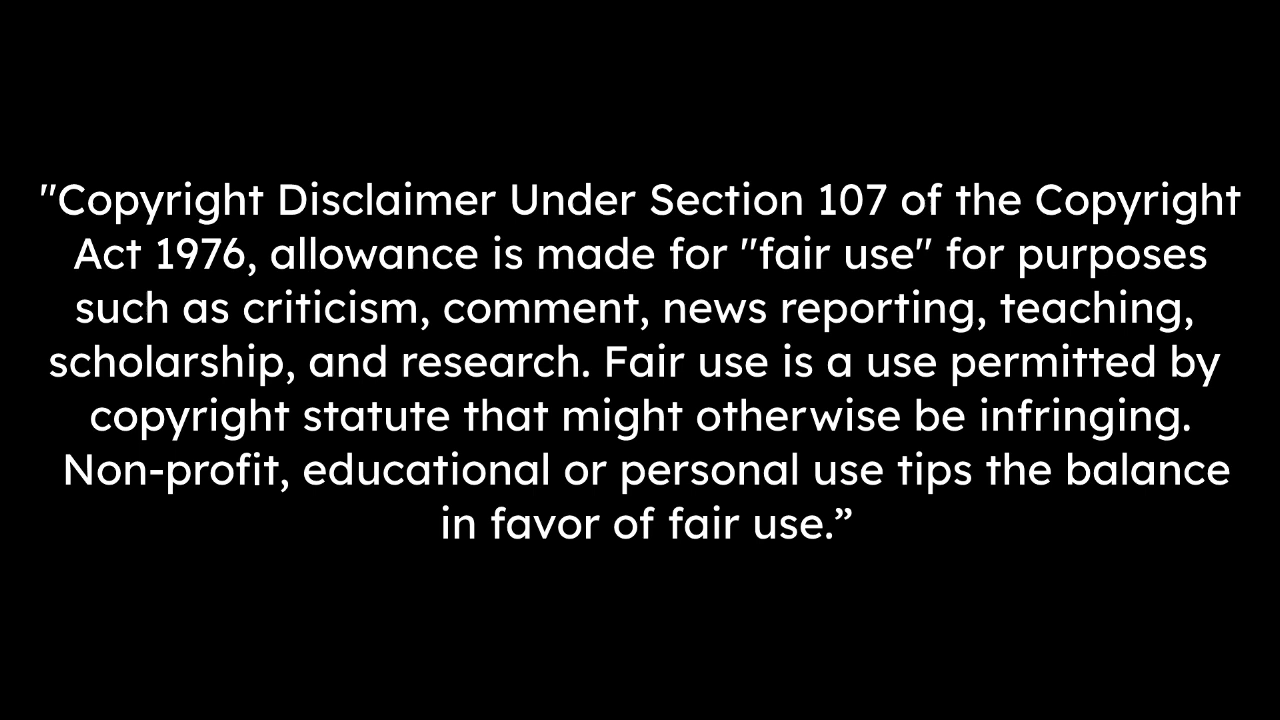 "Copyright Disclaimer Under Section 107 of the Copyright
Act 1976, allowance is made for "fair use" for purposes
such as criticism, comment, news reporting, teaching,
scholarship, and research. Fair use is a use permitted by
copyright statute that might otherwise be infringing.
Non-profit, educational or personal use tips the balance
in favor of fair use.”